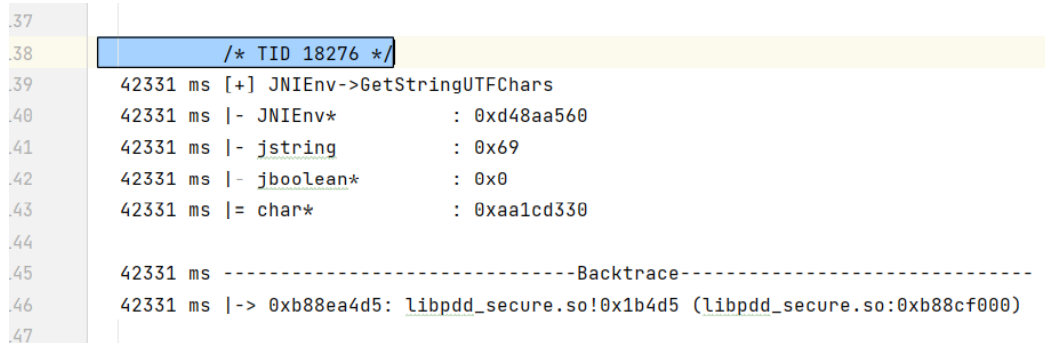 .37
.38 /* TID 18276 */
.39 42331 ms [+] JNIEnv->GetStringUTFChars
.40 42331 ms |- JNIEnv* : 0xd48aa560
.41 42331 ms |- jstring : 0x69
.42 42331 ms |- jboolean* : 0x0
.43 42331 ms |= char* : 0xaa1cd330
.44
.45 42331 ms -------------------------------Backtrace-------------------------------
.46 42331 ms |-> 0xb88ea4d5: libpdd_secure.so!0x1b4d5 (libpdd_secure.so:0xb88cf000)
.47